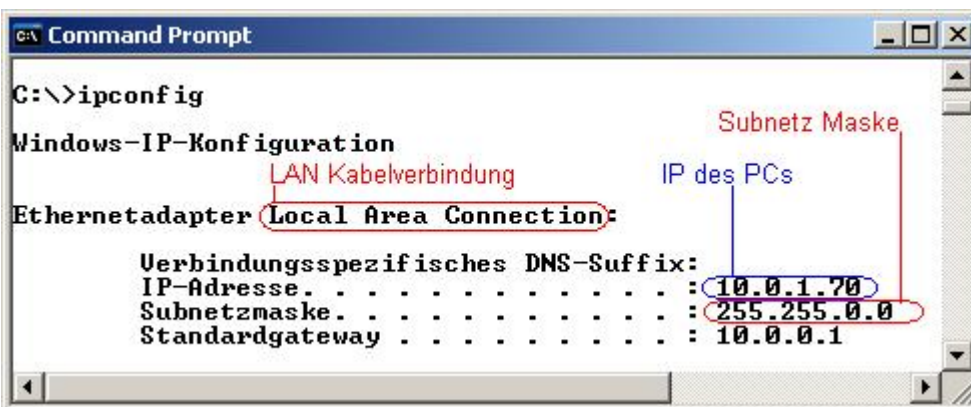 Command Prompt
C:\>ipconfig
Subnetz Maske
Windows-IP-Konfiguration
LAN Kabelverbindung
IP des PCs
Ethernetadapter Local Area Connection:
Verbindungsspezifisches DNS-Suffix:
IP-Adresse. . . . . . . . . . . . : 10.0.1.70
Subnetzmaske. . . . . . . . . . . : 255.255.0.0
Standardgateway . . . . . . . . . : 10.0.0.1